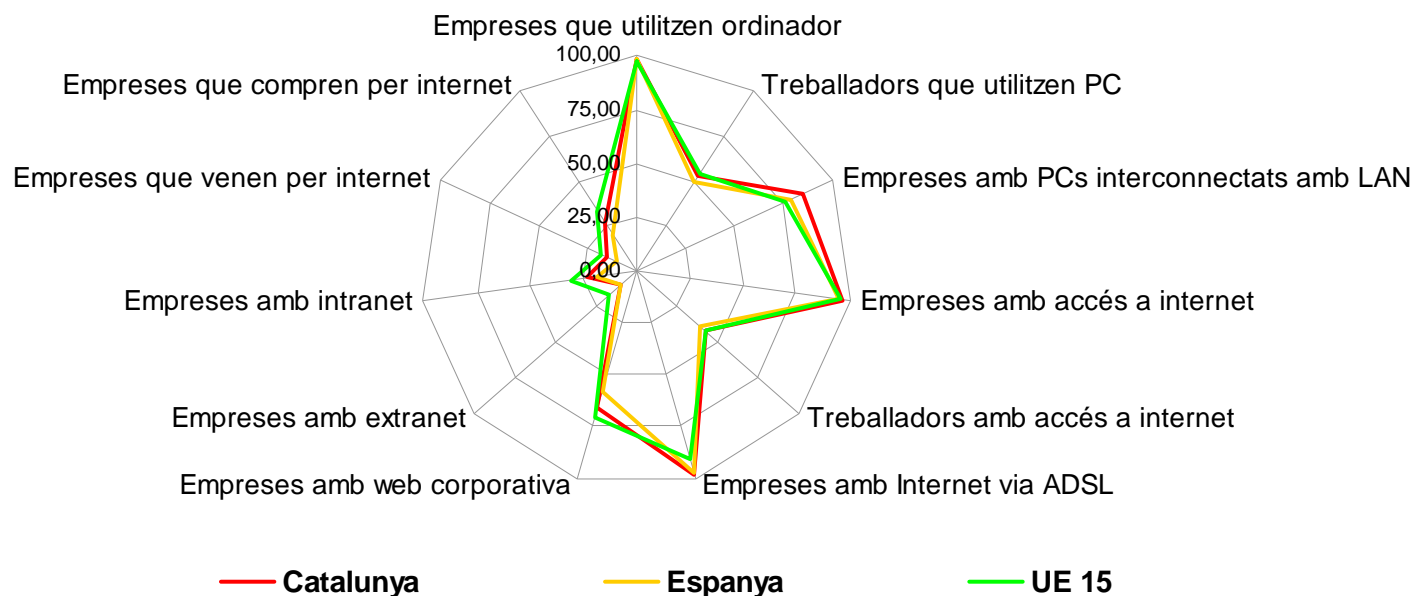 Empreses que utilitzen ordinador
100,00
Empreses que compren per internet
Treballadors que utilitzen PC
75,00
50,00
Empreses que venen per internet
Empreses amb PCs interconnectats amb LAN
25,00
0,00
Empreses amb intranet
Empreses amb accés a internet
Empreses amb extranet
Treballadors amb accés a internet
Empreses amb web corporativa
Empreses amb Internet via ADSL
Catalunya
Espanya
UE 15